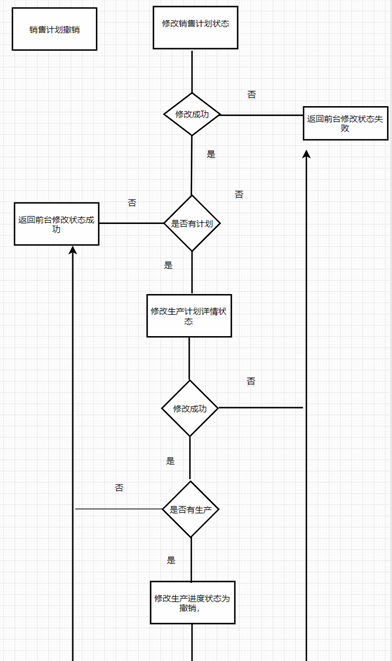 销售计划撤销
修改销售计划状态
否
修改成功
返回前台修改状态失
败
是
否
否
返回前台修改状态成
功
是否有计划
是
修改生产计划详情状
态
否
修改成功
是
否
是否有生产
是
修改生产进度状态为
撤销，